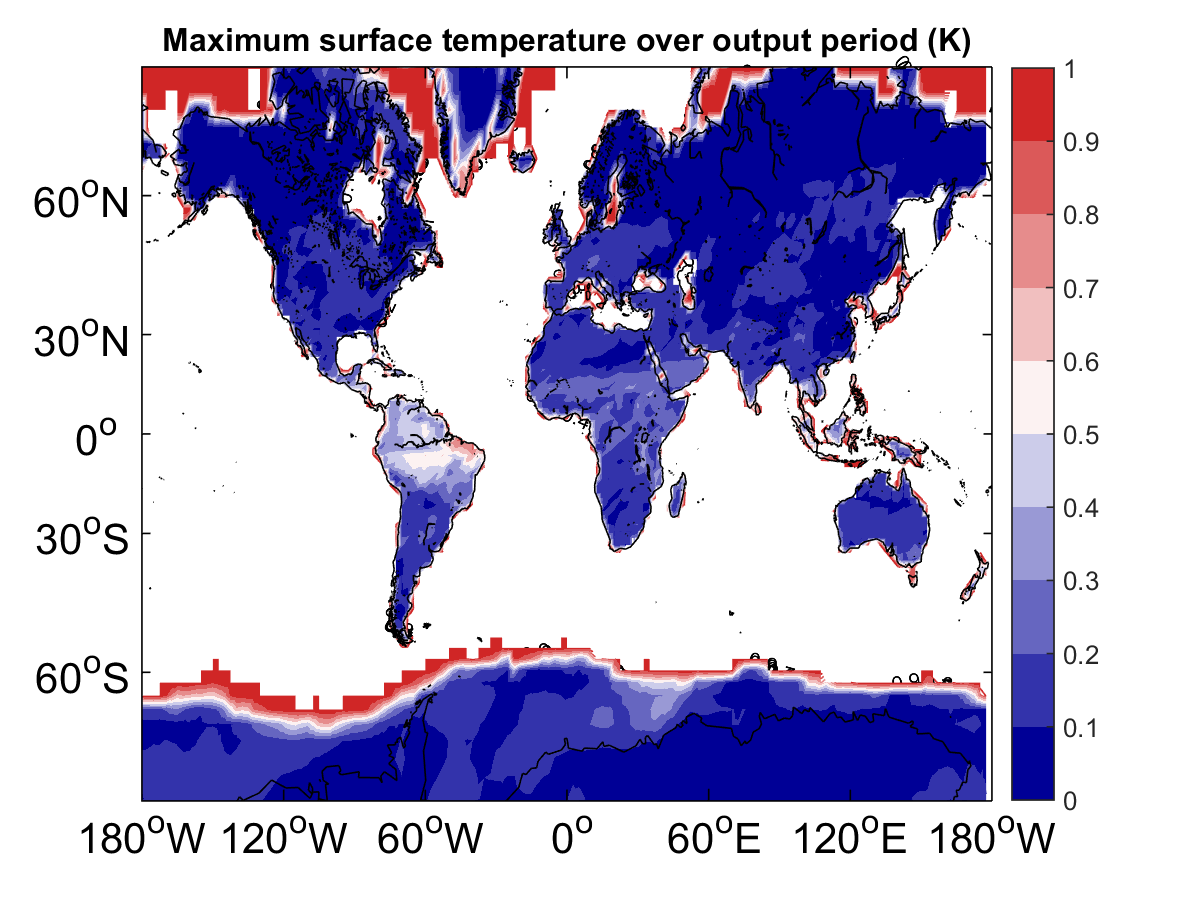 Maximum surface temperature over output period (K)
60°N
30°N
0°
30°S
60°S
180°W 120°W 60°W 0° 60°E 120°E 180°W
1
0.9
0.8
0.7
0.6
0.5
0.4
0.3
0.2
0.1
0